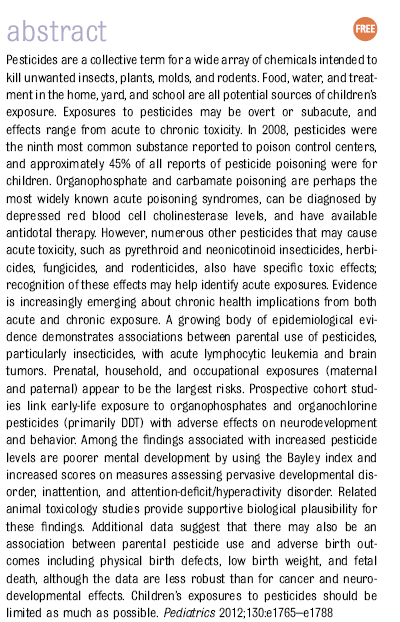 abstract
FREE
Pesticides are a collective term for a wide array of chemicals intended to
kill unwanted insects, plants, molds, and rodents. Food, water, and treat-
ment in the home, yard, and school are all potential sources of children's
exposure. Exposures to pesticides may be overt or subacute, and
effects range from acute to chronic toxicity. In 2008, pesticides were
the ninth most common substance reported to poison control centers,
and approximately 45% of all reports of pesticide poisoning were for
children. Organophosphate and carbamate poisoning are perhaps the
most widely known acute poisoning syndromes, can be diagnosed by
depressed red blood cell cholinesterase levels, and have available
antidotal therapy. However, numerous other pesticides that may cause
acute toxicity, such as pyrethroid and neonicotinoid insecticides, herbi-
cides, fungicides, and rodenticides, also have specific toxic effects;
recognition of these effects may help identify acute exposures. Evidence
is increasingly emerging about chronic health implications from both
acute and chronic exposure. A growing body of epidemiological evi-
dence demonstrates associations between parental use of pesticides,
particularly insecticides, with acute lymphocytic leukemia and brain
tumors. Prenatal, household, and occupational exposures (maternal
and paternal) appear to be the largest risks. Prospective cohort stud-
ies link early-life exposure to organophosphates and organochlorine
pesticides (primarily DDT) with adverse effects on neurodevelopment
and behavior. Among the findings associated with increased pesticide
levels are poorer mental development by using the Bayley index and
increased scores on measures assessing pervasive developmental dis-
order, inattention, and attention-deficit/hyperactivity disorder. Related
animal toxicology studies provide supportive biological plausibility for
these findings. Additional data suggest that there may also be an
association between parental pesticide use and adverse birth out-
comes including physical birth defects, low birth weight, and fetal
death, although the data are less robust than for cancer and neuro-
developmental effects. Children's exposures to pesticides should be
limited as much as possible. Pediatrics 2012;130:e1765–e1788